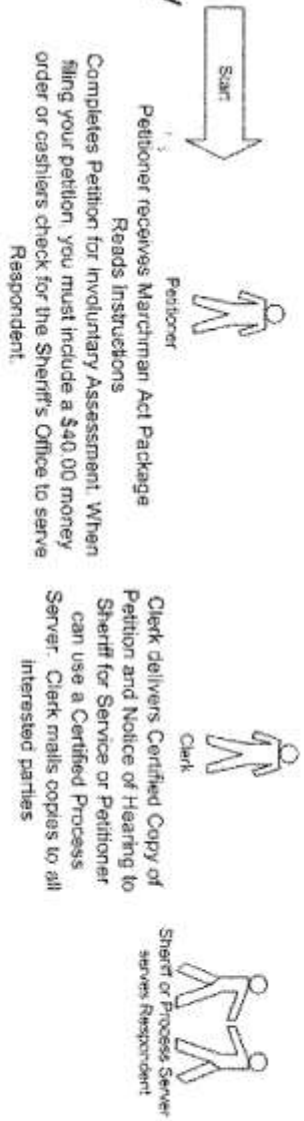 Start
Petitioner
Petitioner receives Marchman Act Package
Reads Instructions
Completes Petition for Involuntary Assessment. When
filing your petition, you must include a $40.00 money
order or cashiers check for the Sheriff's Office to serve
Respondent.
Clerk
Clerk delivers Certified Copy of
Petition and Notice of Hearing to
Sheriff for Service or Petitioner
can use a Certified Process
Server. Clerk mails copies to all
interested parties
Sheriff or Process Server
serves Respondent